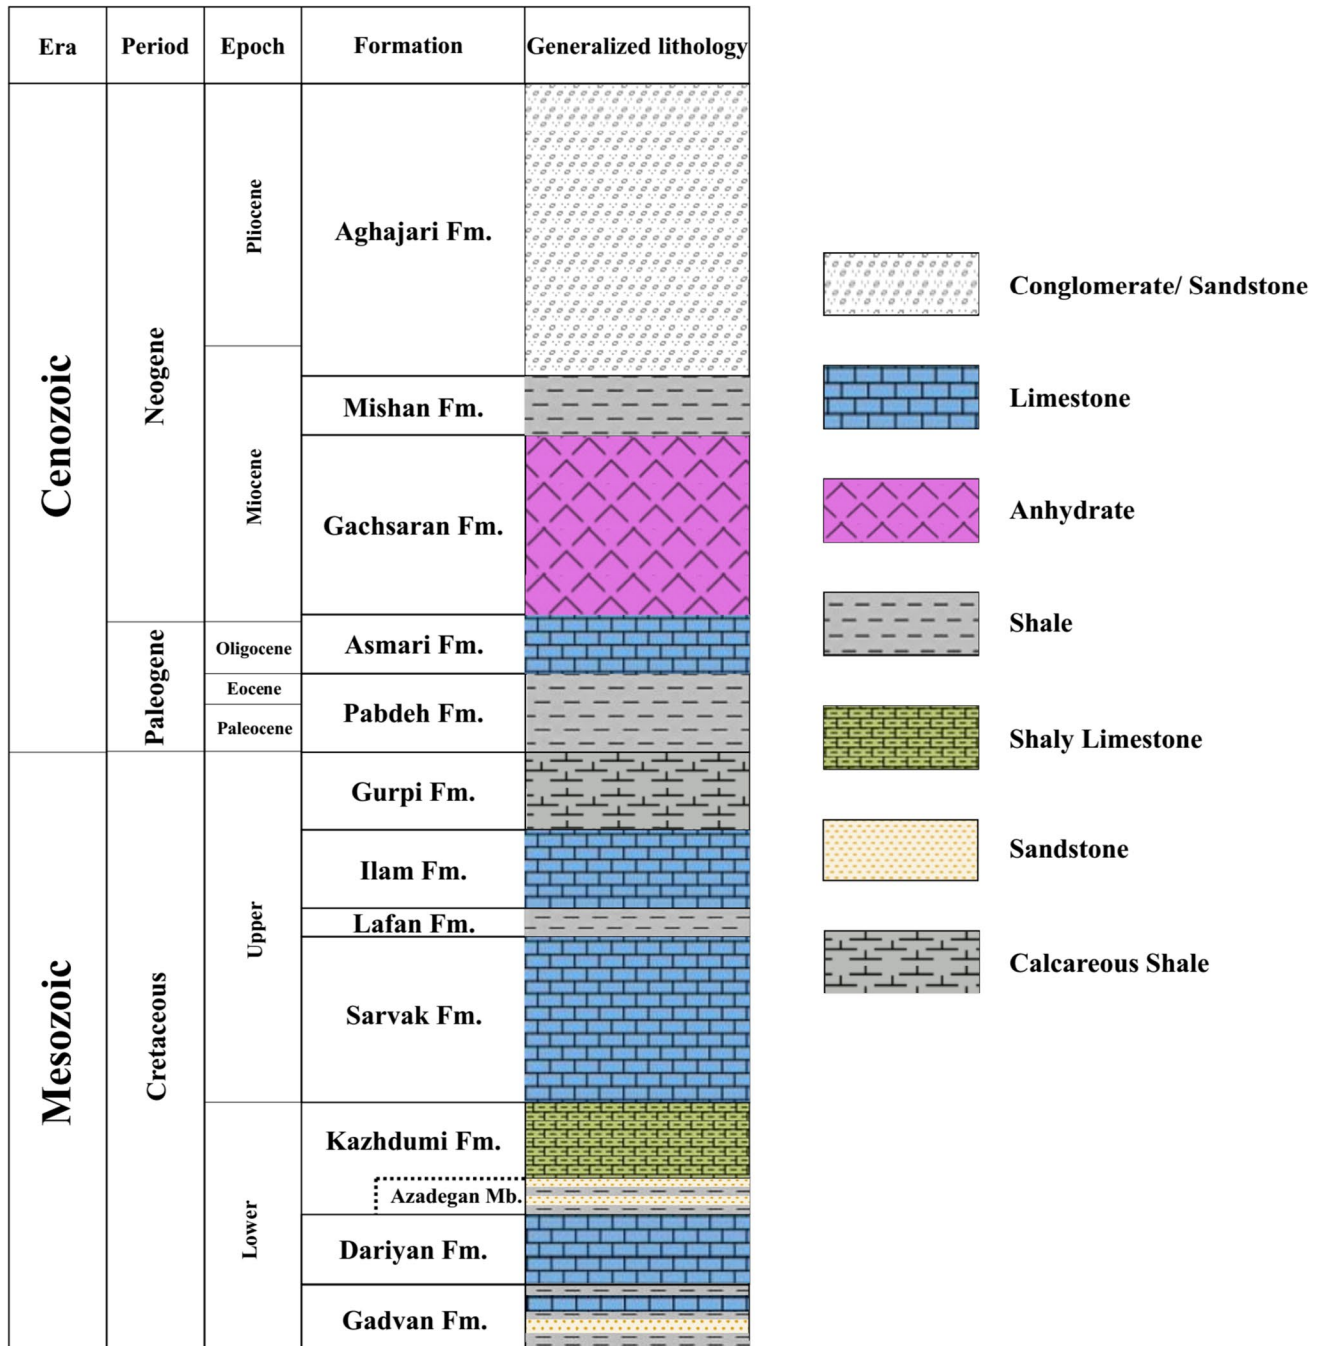 Era Period Epoch Formation Generalized lithology
Cenozoic
Neogene
Pliocene
Aghajari Fm.
Miocene
Mishan Fm.
Gachsaran Fm.
Paleogene
Oligocene
Asmari Fm.
Eocene
Paleocene
Pabdeh Fm.
Mesozoic
Cretaceous
Upper
Gurpi Fm.
Ilam Fm.
Lafan Fm.
Sarvak Fm.
Lower
Kazhdumi Fm.
Azadegan Mb.
Dariyan Fm.
Gadvan Fm.
Conglomerate/ Sandstone
Limestone
Anhydrate
Shale
Shaly Limestone
Sandstone
Calcareous Shale